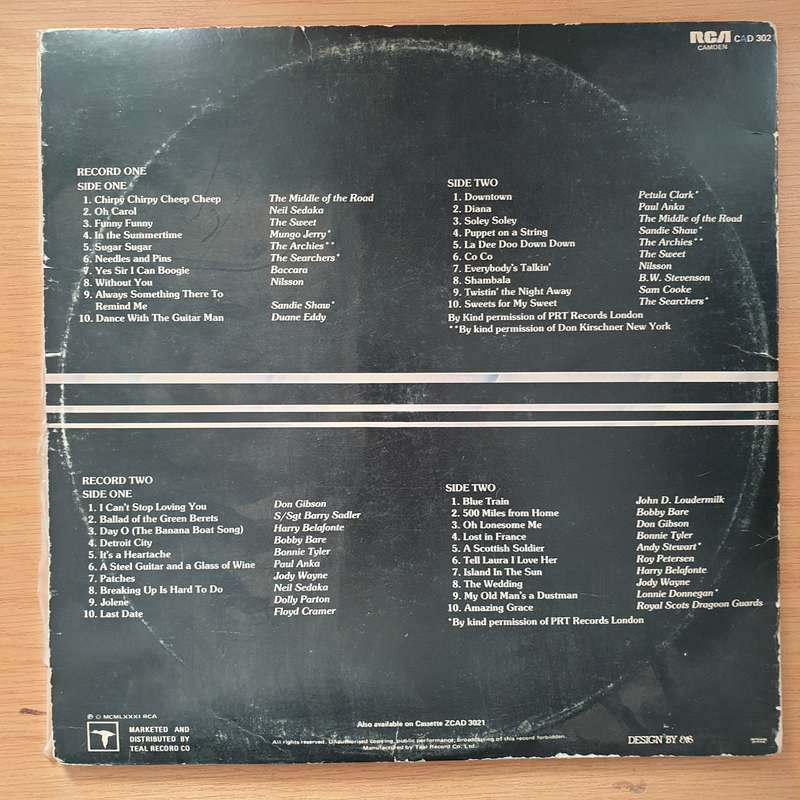 RCA
CAMDEN
CAD 302
RECORD ONE
SIDE ONE
1. Chirpy Chirpy Cheep Cheep The Middle of the Road
2. Oh Carol Neil Sedaka
3. Funny Funny The Sweet
4. In the Summertime Mungo Jerry*
5. Sugar Sugar The Archies**
6. Needles and Pins The Searchers*
7. Yes Sir I Can Boogie Baccara
8. Without You Nilsson
9. Always Something There To
Remind Me Sandie Shaw*
10. Dance With The Guitar Man Duane Eddy
SIDE TWO
1. Downtown Petula Clark*
2. Diana Paul Anka
3. Soley Soley The Middle of the Road
4. Puppet on a String Sandie Shaw*
5. La Dee Doo Down Down The Archies**
6. Co Co The Sweet
7. Everybody's Talkin' Nilsson
8. Shambala B.W. Stevenson
9. Twistin' the Night Away Sam Cooke
10. Sweets for My Sweet The Searchers*
By Kind permission of PRT Records London
**By kind permission of Don Kirschner New York
RECORD TWO
SIDE ONE
1. I Can't Stop Loving You Don Gibson
2. Ballad of the Green Berets S/Sgt Barry Sadler
3. Day O (The Banana Boat Song) Harry Belafonte
4. Detroit City Bobby Bare
5. It's a Heartache Bonnie Tyler
6. A Steel Guitar and a Glass of Wine Paul Anka
7. Patches Jody Wayne
8. Breaking Up Is Hard To Do Neil Sedaka
9. Jolene Dolly Parton
10. Last Date Floyd Cramer
SIDE TWO
1. Blue Train John D. Loudermilk
2. 500 Miles from Home Bobby Bare
3. Oh Lonesome Me Don Gibson
4. Lost in France Bonnie Tyler
5. A Scottish Soldier Andy Stewart*
6. Tell Laura I Love Her Roy Petersen
7. Island In The Sun Harry Belafonte
8. The Wedding Jody Wayne
9. My Old Man's a Dustman Lonnie Donnegan*
10. Amazing Grace Royal Scots Dragoon Guards
*By kind permission of PRT Records London
℗ © MCMLXXXI RCA
MARKETED AND
DISTRIBUTED BY
TEAL RECORD CO
Also available on Cassette ZCAD 3021
All rights reserved. Unauthorised copying, public performance, broadcasting of this record forbidden.
Manufactured by Teal Record Co. Ltd.
DESIGN BY